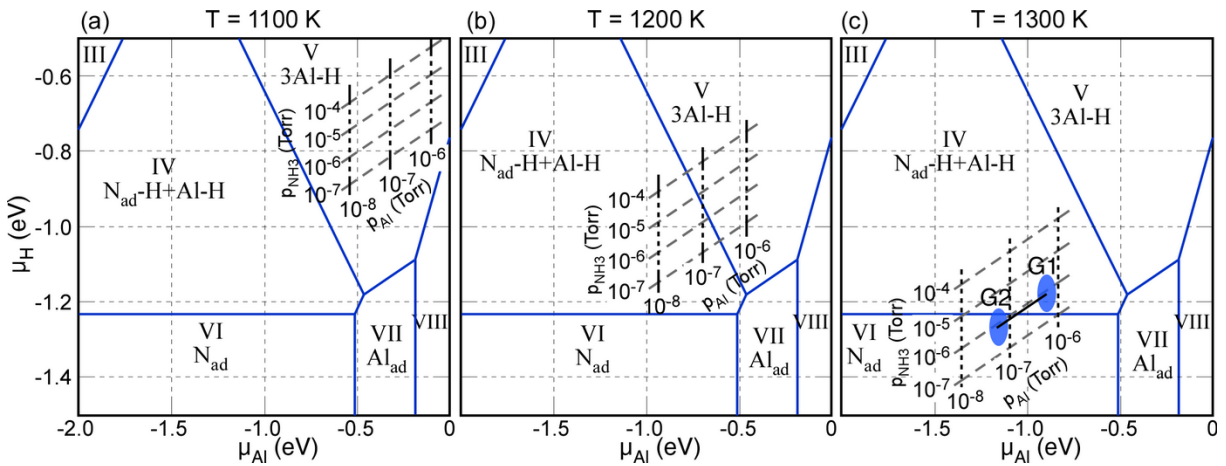 (a) T = 1100 K
(b) T = 1200 K
(c) T = 1300 K
μH (eV)
-0.6
-0.8
-1.0
-1.2
-1.4
III
V
3Al-H
IV
Nad-H+Al-H
pNH3 (Torr)
10-4
10-5
10-6
10-7
10-8
10-7
10-6
pAl (Torr)
VI
Nad
VII
Alad
VIII
-2.0
-1.5
-1.0
-0.5
0
μAl (eV)
III
V
3Al-H
IV
Nad-H+Al-H
pNH3 (Torr)
10-4
10-5
10-6
10-7
10-8
10-7
10-6
pAl (Torr)
VI
Nad
VII
Alad
VIII
-1.5
-1.0
-0.5
0
μAl (eV)
III
V
3Al-H
IV
Nad-H+Al-H
G1
G2
pNH3 (Torr)
10-4
10-5
10-6
10-7
10-8
10-7
10-6
pAl (Torr)
VI
Nad
VII
Alad
VIII
-1.5
-1.0
-0.5
0
μAl (eV)